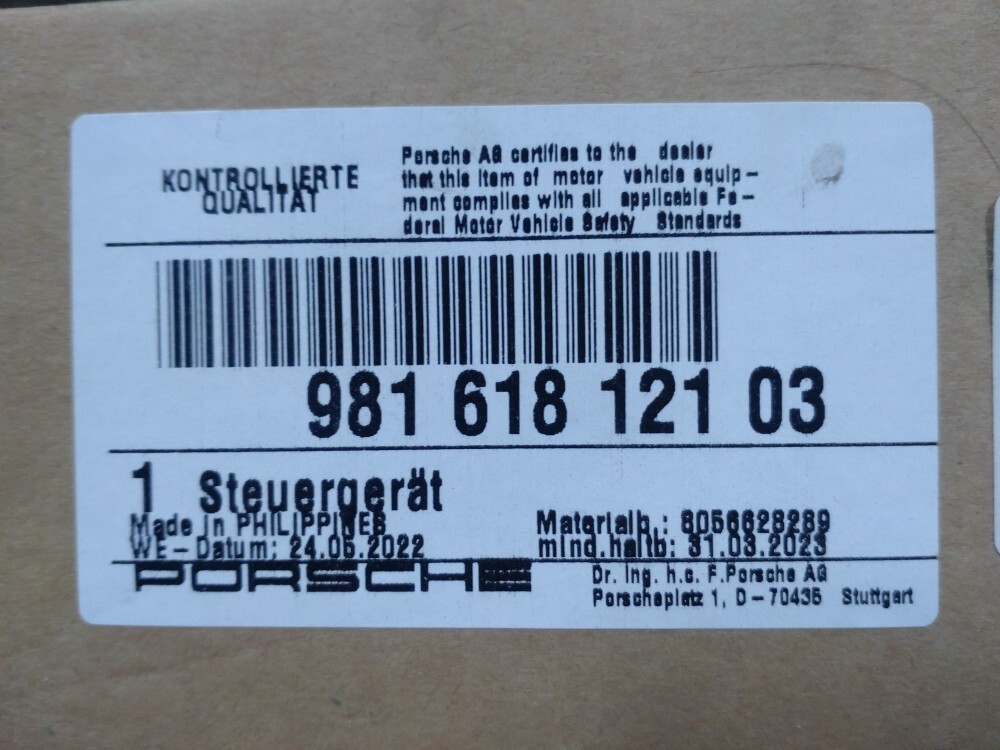 KONTROLLIERTE
QUALITÄT
Porsche AG certifies to the dealer
that this item of motor vehicle equip-
ment complies with all applicable Fe-
deral Motor Vehicle Safety Standards
981 618 121 03
1 Steuergerät
Made in PHILIPPINES
WE-Datum: 24.05.2022
Materialb.: 8056628289
mind.haltb: 31.03.2023
PORSCHE
Dr. Ing. h.c. F.Porsche AG
Porscheplatz 1, D-70435 Stuttgart